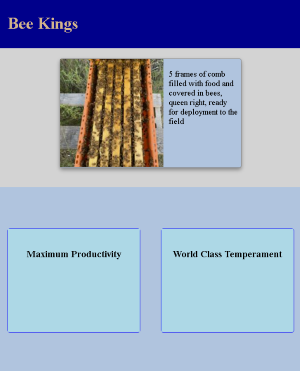 Bee Kings
5 frames of comb
filled with food and
covered in bees,
queen right, ready
for deployment to the
field
Maximum Productivity
World Class Temperament